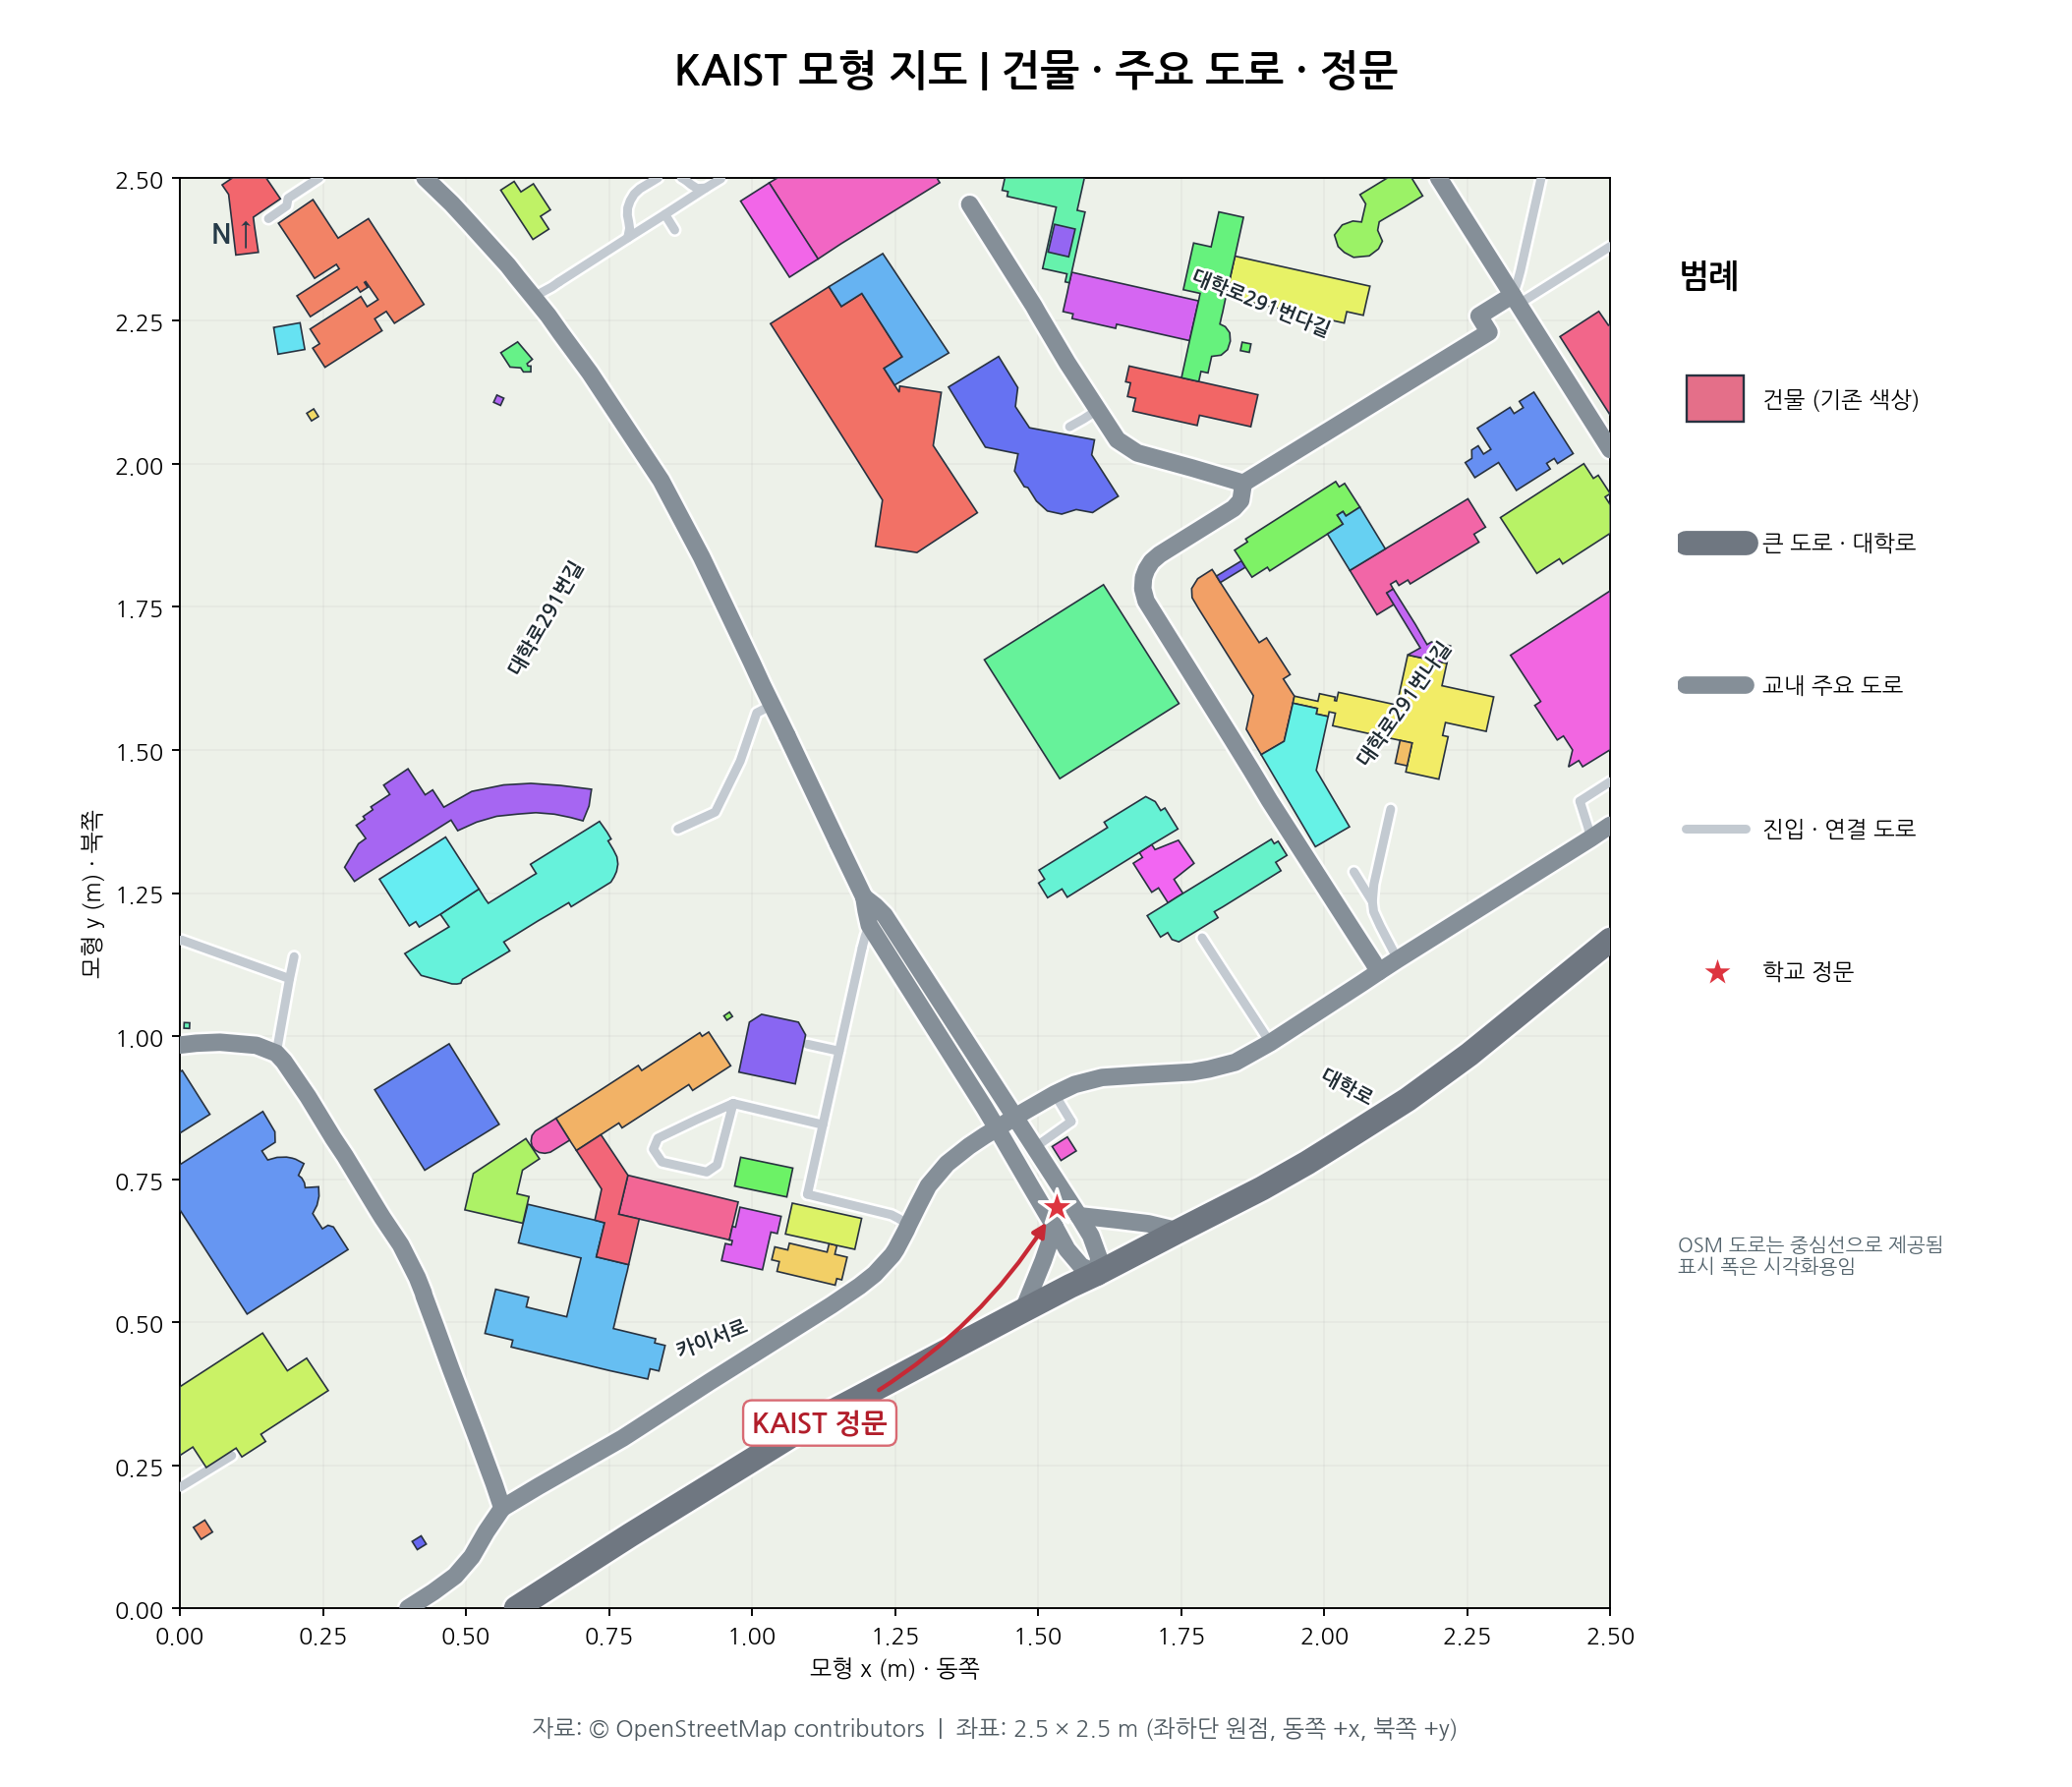 KAIST 모형 지도 | 건물 · 주요 도로 · 정문
2.50
2.25
2.00
1.75
1.50
1.25
1.00
0.75
0.50
0.25
0.00
모형 y (m) · 북쪽
N↑
대학로291번다길
대학로291번길
대학로291번나길
대학로
카이서로
KAIST 정문
0.00 0.25 0.50 0.75 1.00 1.25 1.50 1.75 2.00 2.25 2.50
모형 x (m) · 동쪽
범례
건물 (기존 색상)
큰 도로 · 대학로
교내 주요 도로
진입 · 연결 도로
학교 정문
OSM 도로는 중심선으로 제공됨
표시 폭은 시각화용임
자료: © OpenStreetMap contributors | 좌표: 2.5 × 2.5 m (좌하단 원점, 동쪽 +x, 북쪽 +y)